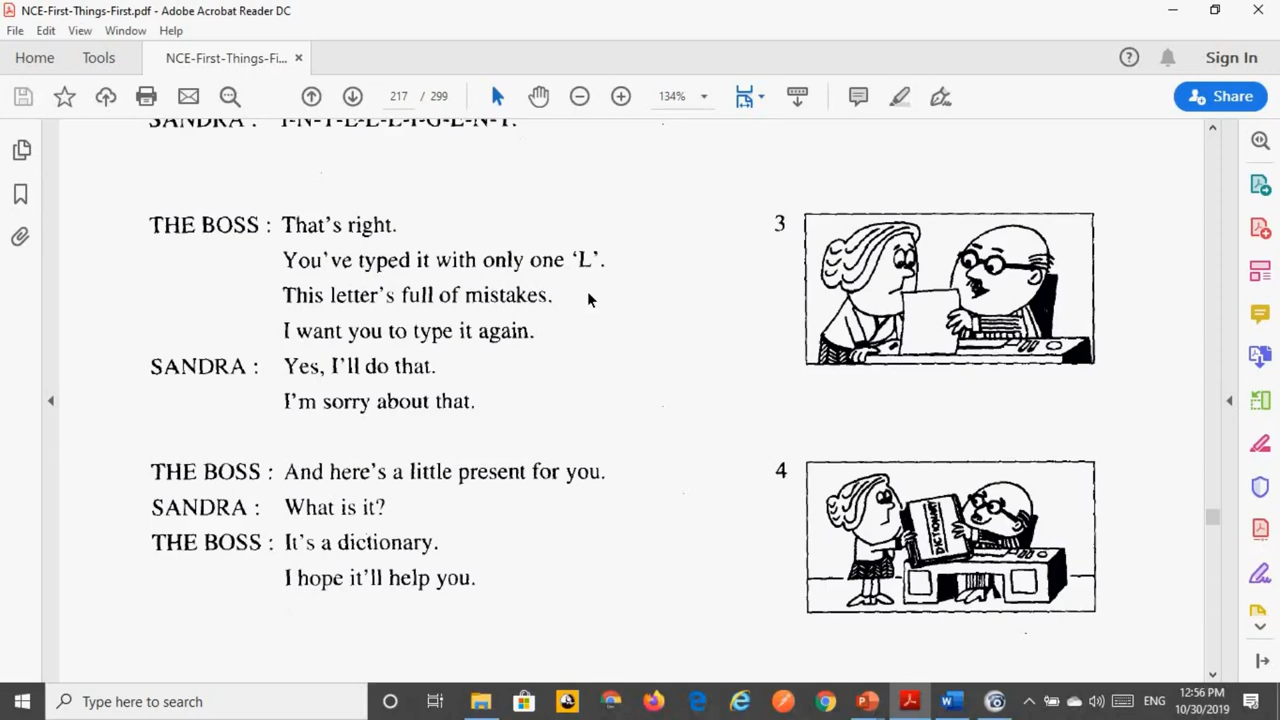 NCE-First-Things-First.pdf - Adobe Acrobat Reader DC
File Edit View Window Help
Home Tools NCE-First-Things-Fi... × Sign In
217 / 299 134% Share
THE BOSS : That's right. 3
You've typed it with only one ‘L’.
This letter's full of mistakes.
I want you to type it again.
SANDRA : Yes, I'll do that.
I'm sorry about that.
THE BOSS : And here's a little present for you. 4
SANDRA : What is it?
DICTIONARY
THE BOSS : It's a dictionary.
I hope it'll help you.
Type here to search ENG 12:56 PM
10/30/2019